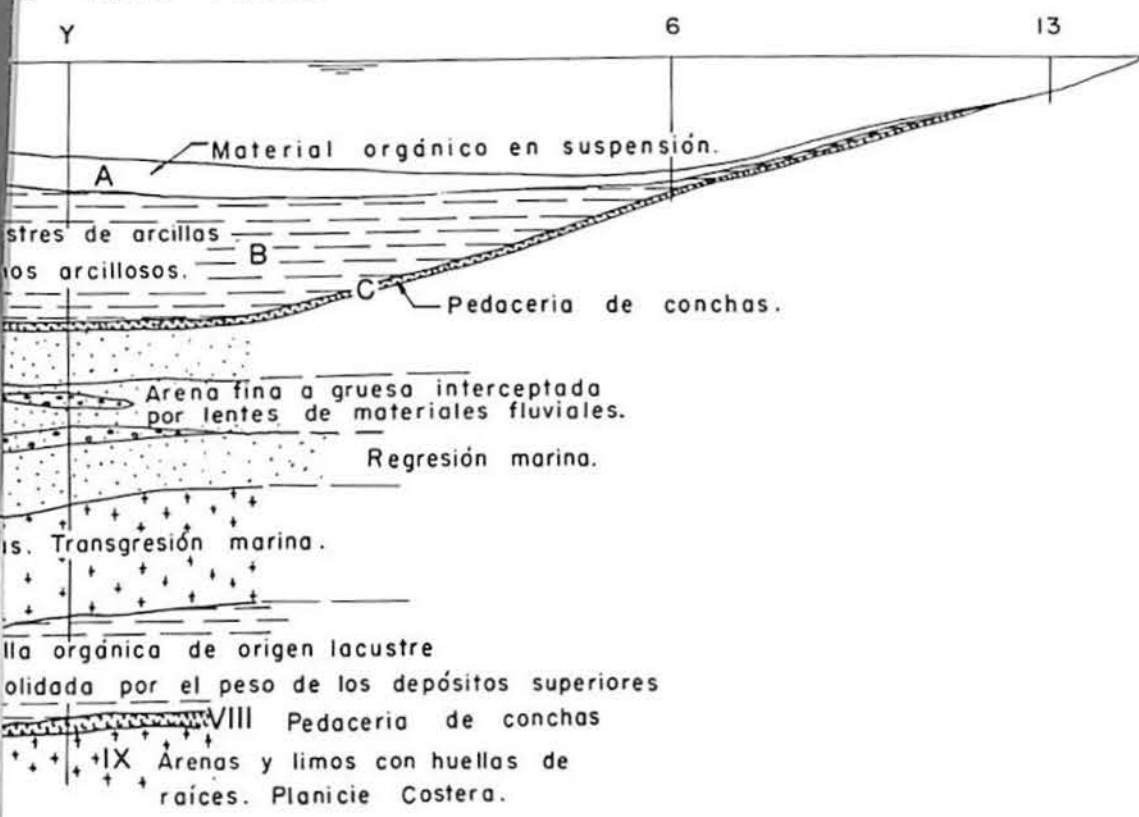 Y 6 13
Material orgánico en suspensión.
A
stres de arcillas
B
os arcillosos.
C
Pedaceria de conchas.
Arena fina a gruesa interceptada
por lentes de materiales fluviales.
Regresión marina.
s. Transgresión marina.
lla orgánica de origen lacustre
olidada por el peso de los depósitos superiores
VIII Pedaceria de conchas
IX Arenas y limos con huellas de
raíces. Planicie Costera.